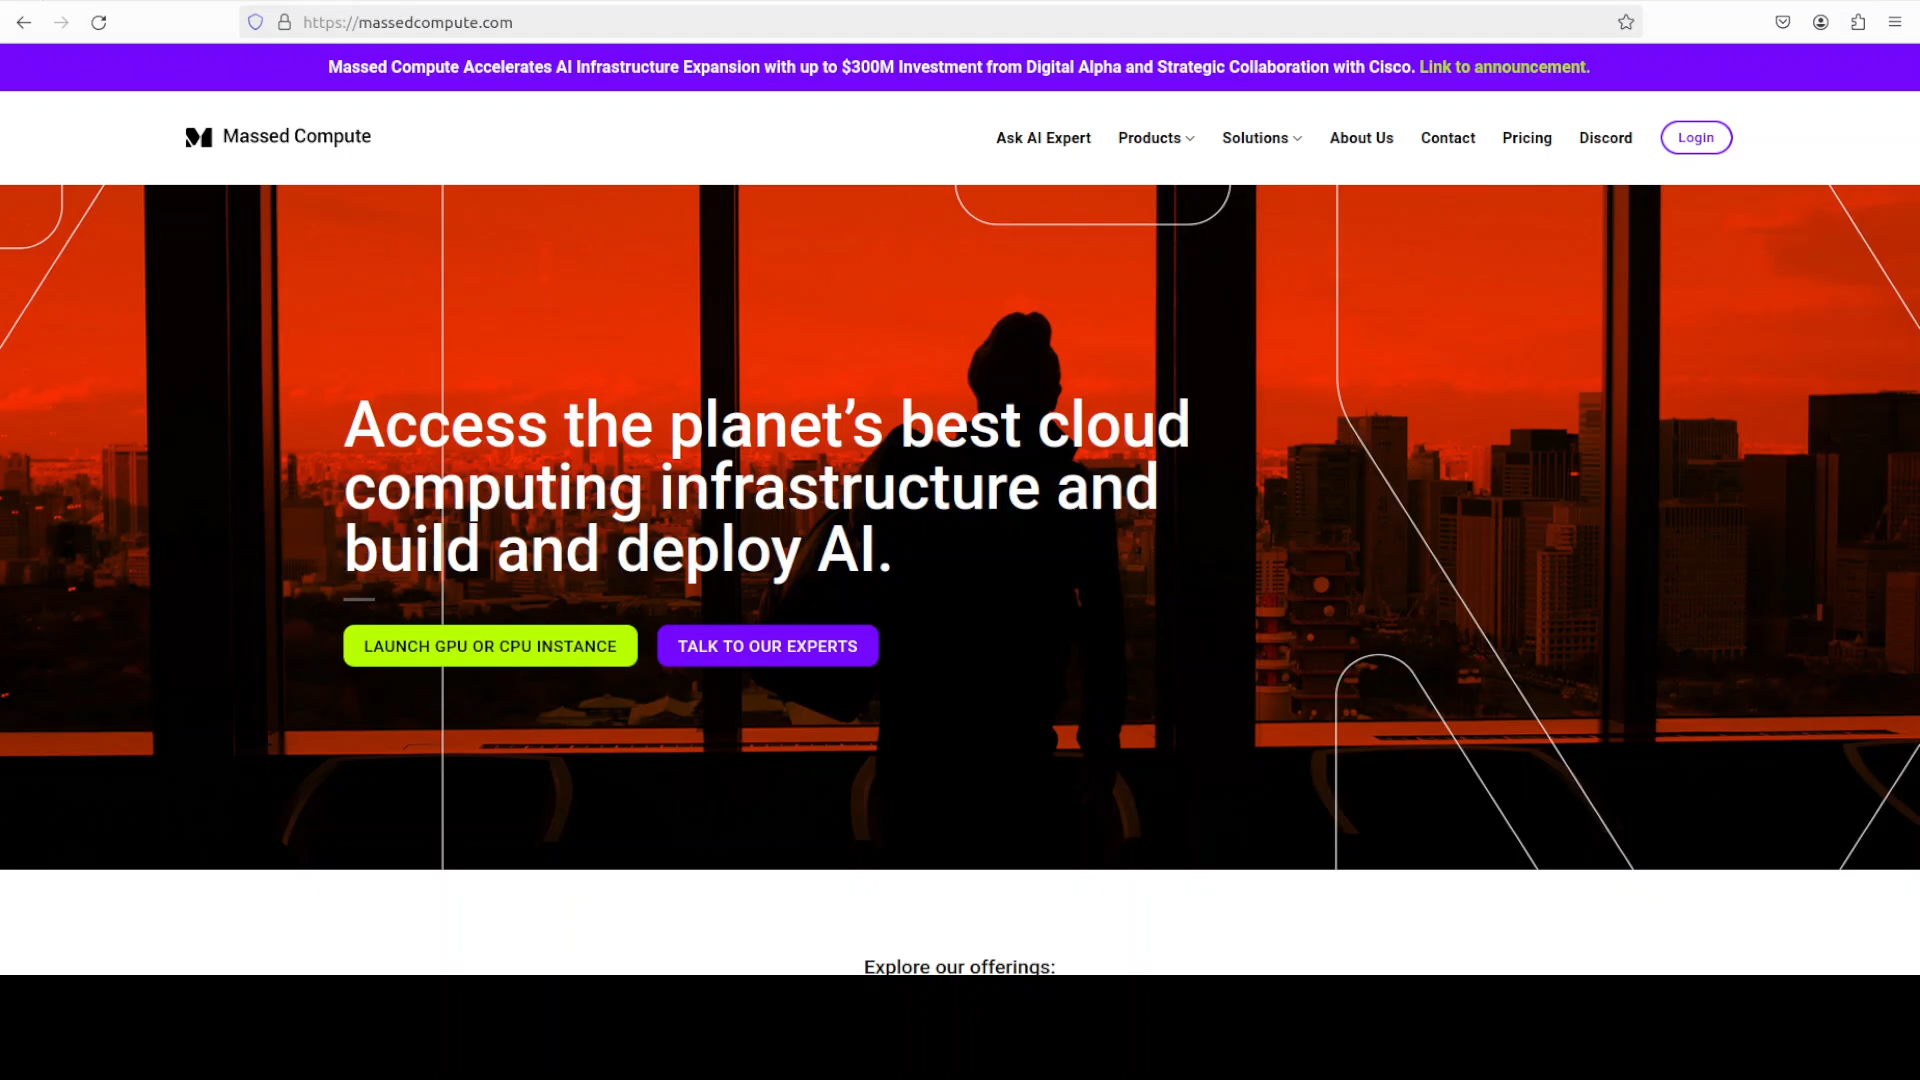 https://massedcompute.com
Massed Compute Accelerates AI Infrastructure Expansion with up to $300M Investment from Digital Alpha and Strategic Collaboration with Cisco. Link to announcement.
Massed Compute
Ask AI Expert
Products
Solutions
About Us
Contact
Pricing
Discord
Login
Access the planet’s best cloud
computing infrastructure and
build and deploy AI.
LAUNCH GPU OR CPU INSTANCE
TALK TO OUR EXPERTS
Explore our offerings: